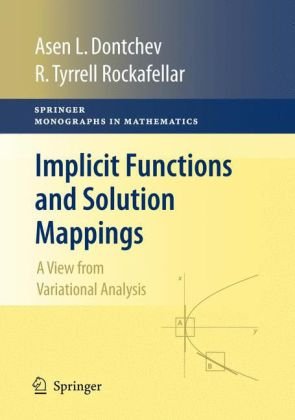 Asen L. Dontchev
R. Tyrrell Rockafellar
SPRINGER
MONOGRAPHS IN MATHEMATICS
Implicit Functions
and Solution
Mappings
A View from
Variational Analysis
x
A
p
B
Springer